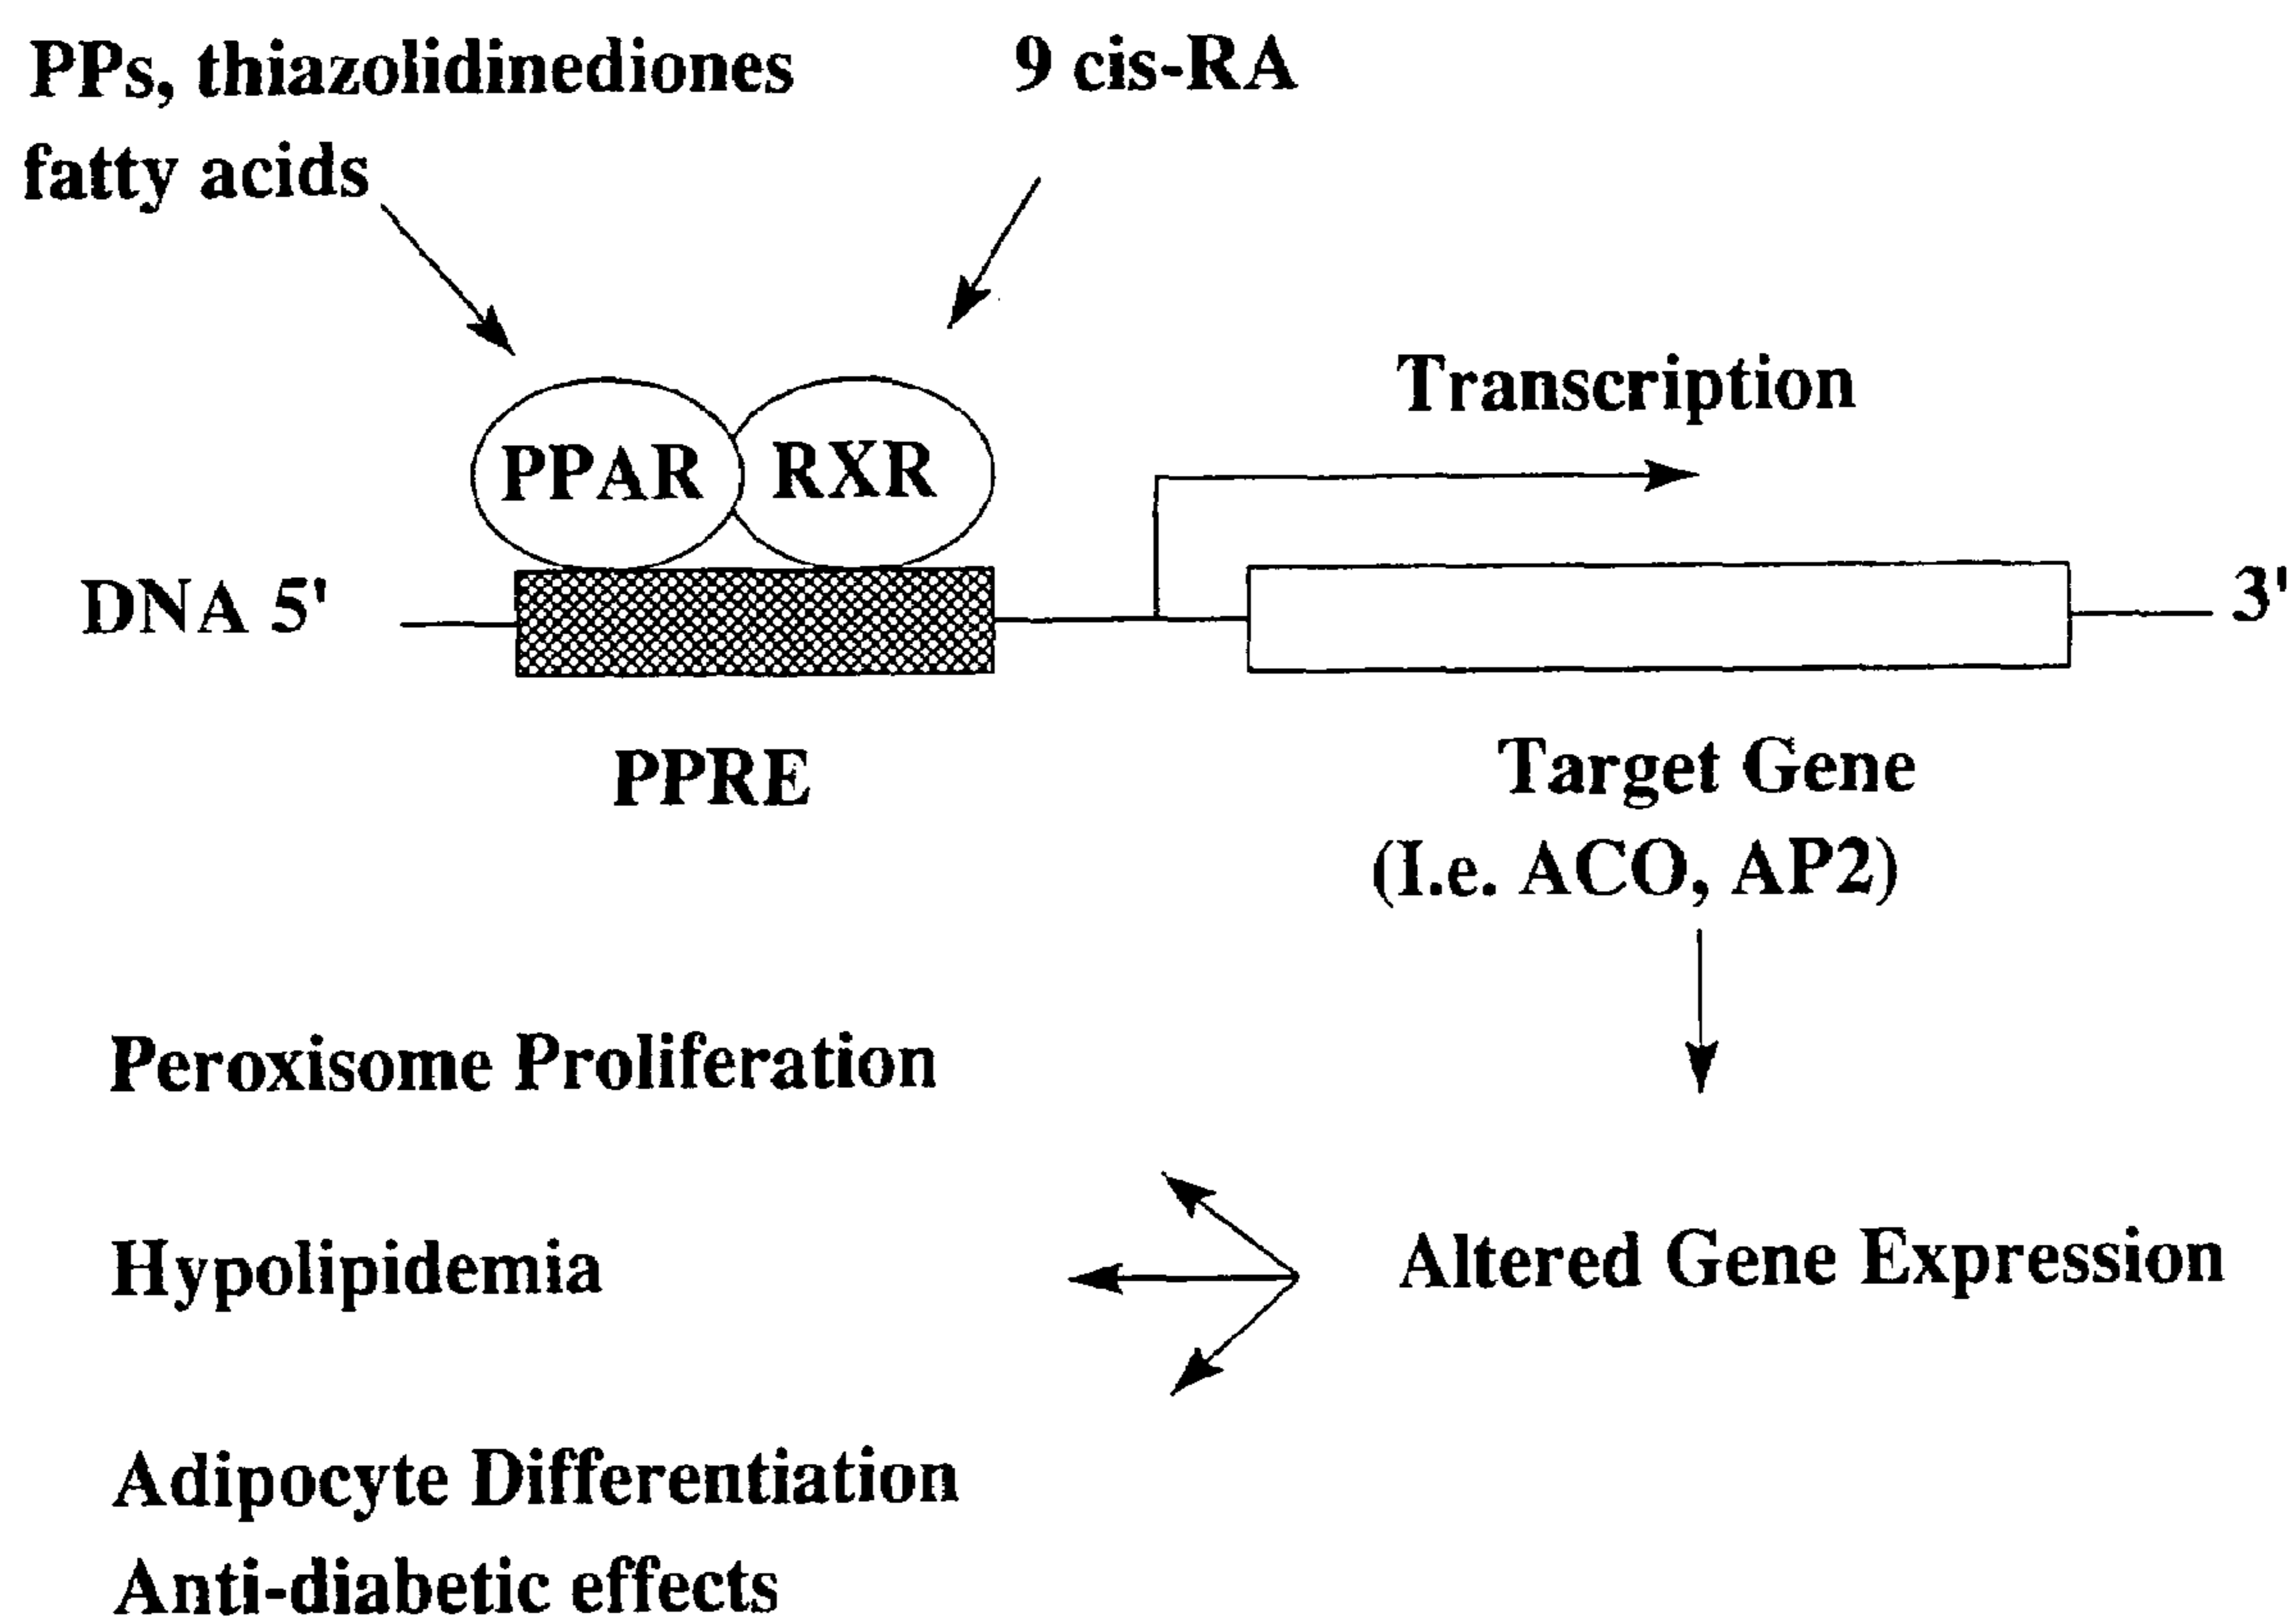 PPs, thiazolidinediones
fatty acids
9 cis-RA
PPAR
RXR
Transcription
DNA 5'
3'
PPRE
Target Gene
(I.e. ACO, AP2)
Peroxisome Proliferation
Hypolipidemia
Altered Gene Expression
Adipocyte Differentiation
Anti-diabetic effects